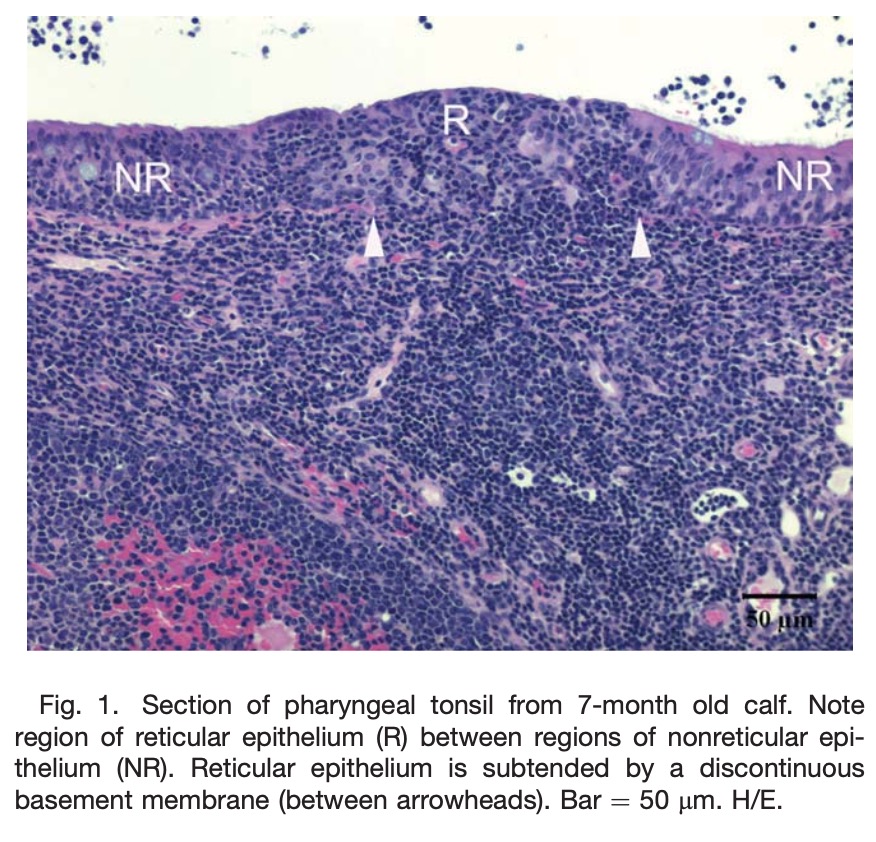 R
NR
NR
50 μm
Fig. 1. Section of pharyngeal tonsil from 7-month old calf. Note
region of reticular epithelium (R) between regions of nonreticular epi-
thelium (NR). Reticular epithelium is subtended by a discontinuous
basement membrane (between arrowheads). Bar = 50 μm. H/E.